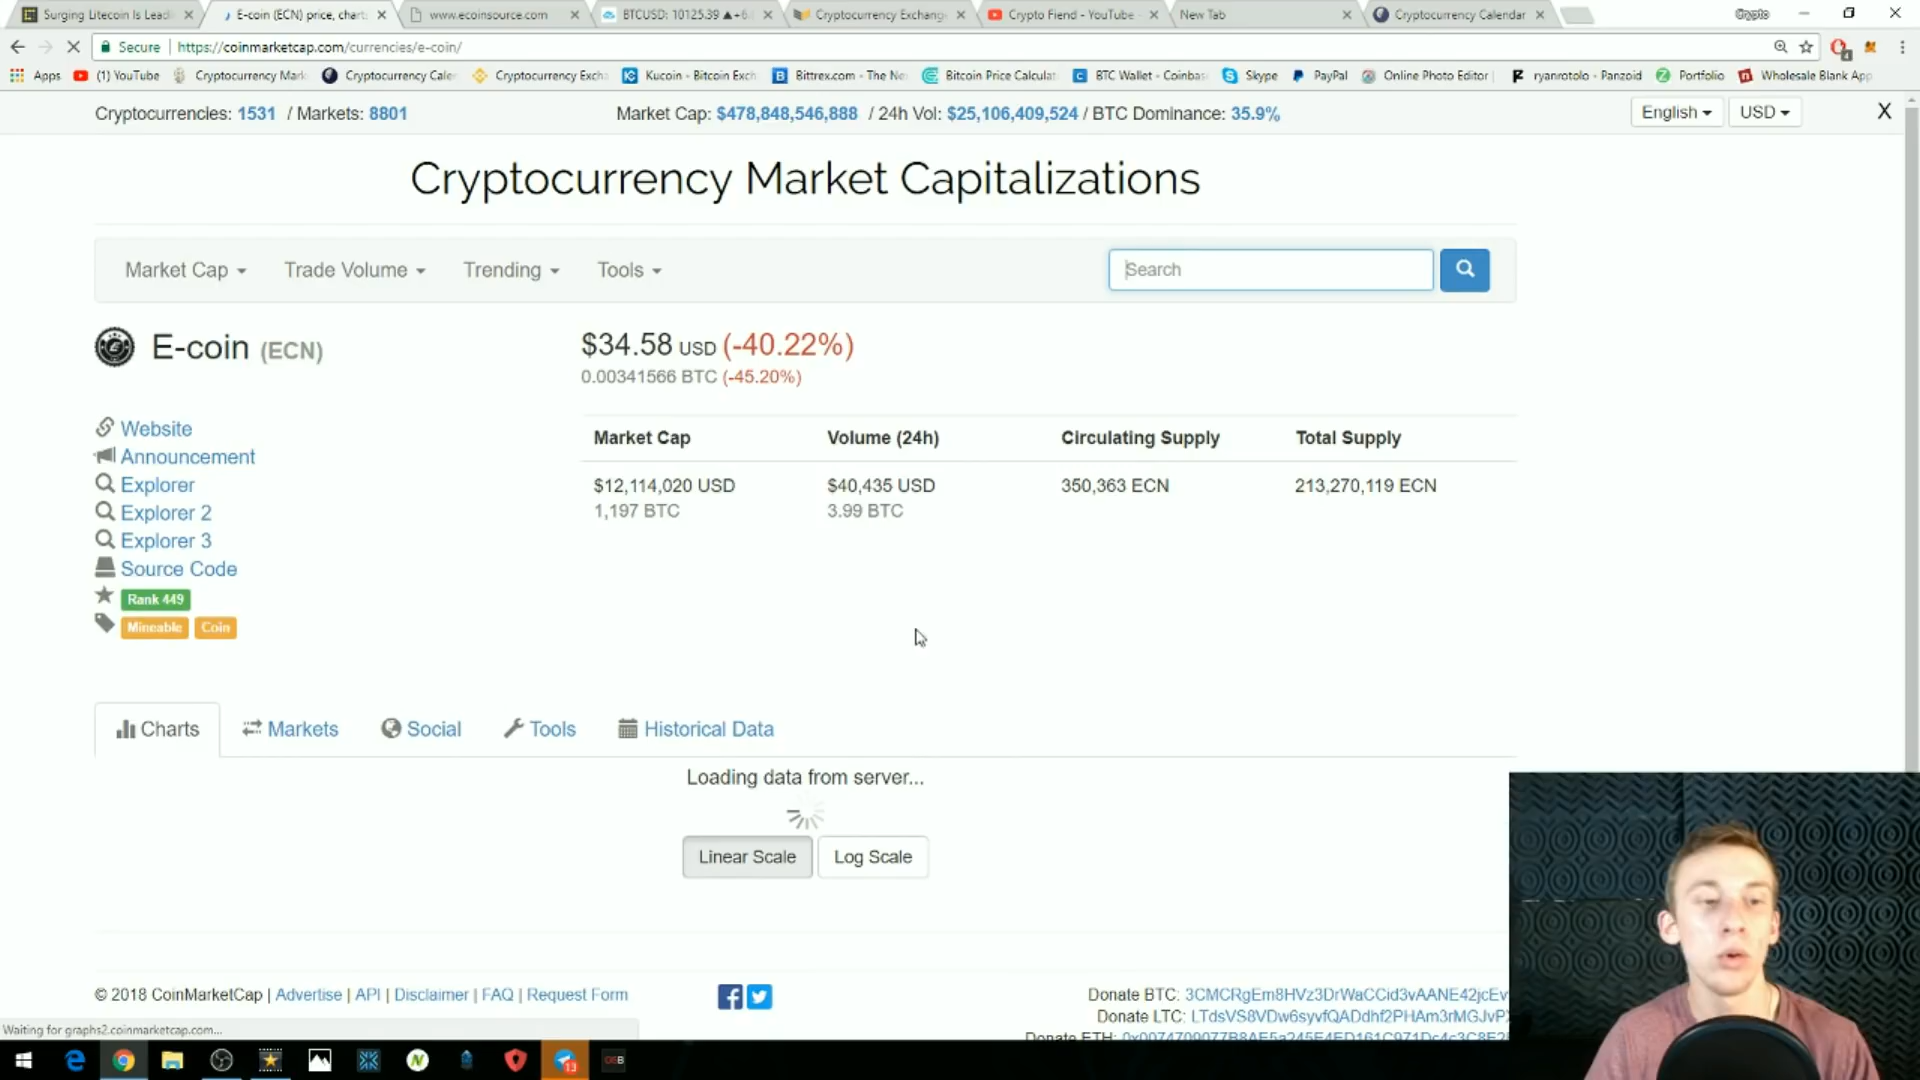 Surging Litecoin Is Leadi
E-coin (ECN) price, chart
www.ecoinsource.com
BTCUSD: 10125.39 ▲+6
Cryptocurrency Exchang
Crypto Fiend - YouTube
New Tab
Cryptocurrency Calendar
Crypto
Secure | https://coinmarketcap.com/currencies/e-coin/
Apps
(1) YouTube
Cryptocurrency Mark
Cryptocurrency Cale
Cryptocurrency Excha
Kucoin - Bitcoin Exch
Bittrex.com - The Ne
Bitcoin Price Calculat
BTC Wallet - Coinbas
Skype
PayPal
Online Photo Editor |
ryanrotolo - Panzoid
Portfolio
Wholesale Blank App
Cryptocurrencies: 1531 / Markets: 8801
Market Cap: $478,848,546,888 / 24h Vol: $25,106,409,524 / BTC Dominance: 35.9%
English
USD
X
Cryptocurrency Market Capitalizations
Market Cap
Trade Volume
Trending
Tools
Search
E-coin (ECN)
$34.58 USD (-40.22%)
0.00341566 BTC (-45.20%)
Website
Announcement
Explorer
Explorer 2
Explorer 3
Source Code
Rank 449
Mineable Coin
Market Cap Volume (24h) Circulating Supply Total Supply
$12,114,020 USD $40,435 USD 350,363 ECN 213,270,119 ECN
1,197 BTC 3.99 BTC
Charts
Markets
Social
Tools
Historical Data
Loading data from server...
Linear Scale
Log Scale
© 2018 CoinMarketCap | Advertise | API | Disclaimer | FAQ | Request Form
Donate BTC: 3CMCRgEm8HVz3DrWaCCid3vAANE42jcEv
Donate LTC: LTdsVS8VDw6syvfQADdhf2PHAm3rMGJvP
Waiting for graphs2.coinmarketcap.com...
13